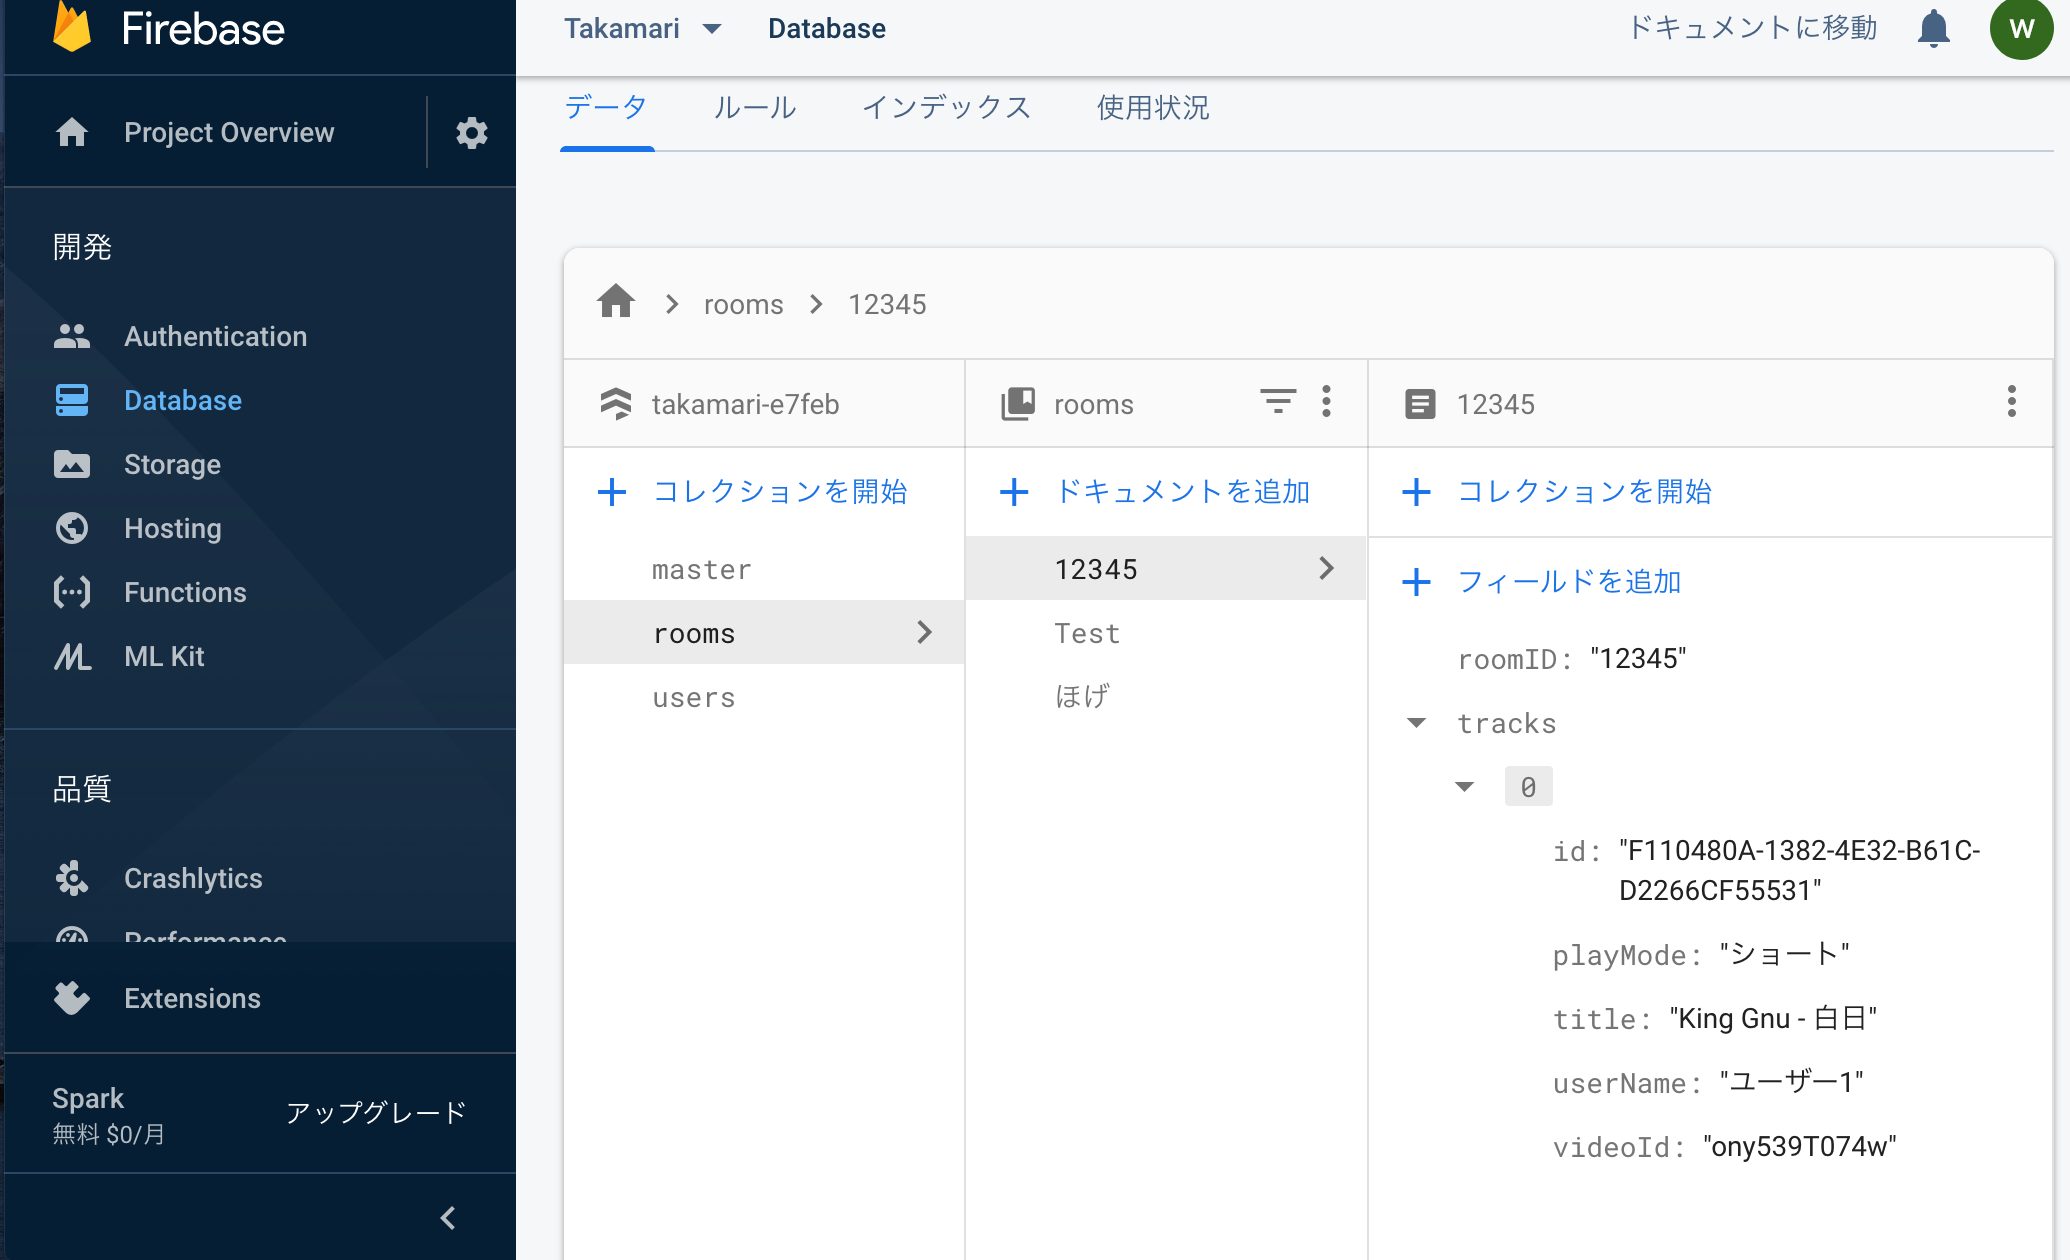 Firebase
Takamari
Database
ドキュメントに移動
W
Project Overview
データ
ルール
インデックス
使用状況
開発
Authentication
Database
Storage
Hosting
Functions
ML Kit
品質
Crashlytics
Performance
Extensions
Spark
無料 $0/月
アップグレード
rooms
12345
takamari-e7feb
コレクションを開始
master
rooms
users
rooms
ドキュメントを追加
12345
Test
ほげ
12345
コレクションを開始
フィールドを追加
roomID: "12345"
tracks
0
id: "F110480A-1382-4E32-B61C-
D2266CF55531"
playMode: "ショート"
title: "King Gnu - 白日"
userName: "ユーザー1"
videoId: "ony539T074w"